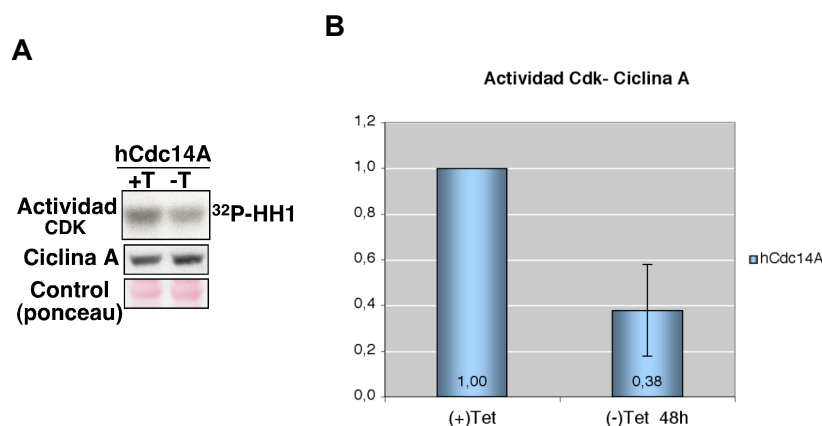 A
hCdc14A
+T -T
Actividad
CDK
³²P-HH1
Ciclina A
Control
(ponceau)
B
Actividad Cdk- Ciclina A
1,2
1,0
0,8
0,6
0,4
0,2
0,0
1,00
0,38
(+)Tet
(-)Tet 48h
hCdc14A